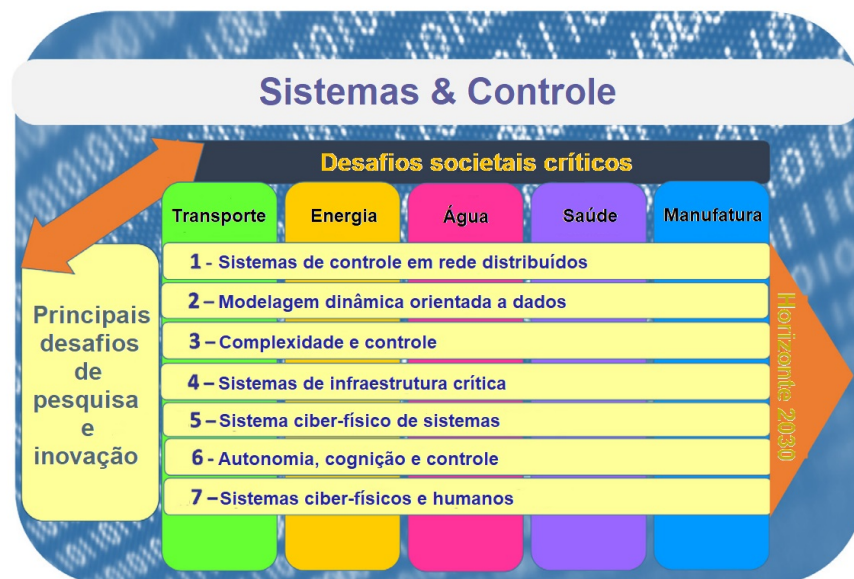 Sistemas & Controle
Desafios societais críticos
Transporte
Energia
Água
Saúde
Manufatura
Principais
desafios
de
pesquisa
e
inovação
1 - Sistemas de controle em rede distribuídos
2 – Modelagem dinâmica orientada a dados
3 – Complexidade e controle
4 – Sistemas de infraestrutura crítica
5 – Sistema ciber-físico de sistemas
6 - Autonomia, cognição e controle
7 – Sistemas ciber-físicos e humanos
Horizonte 2030